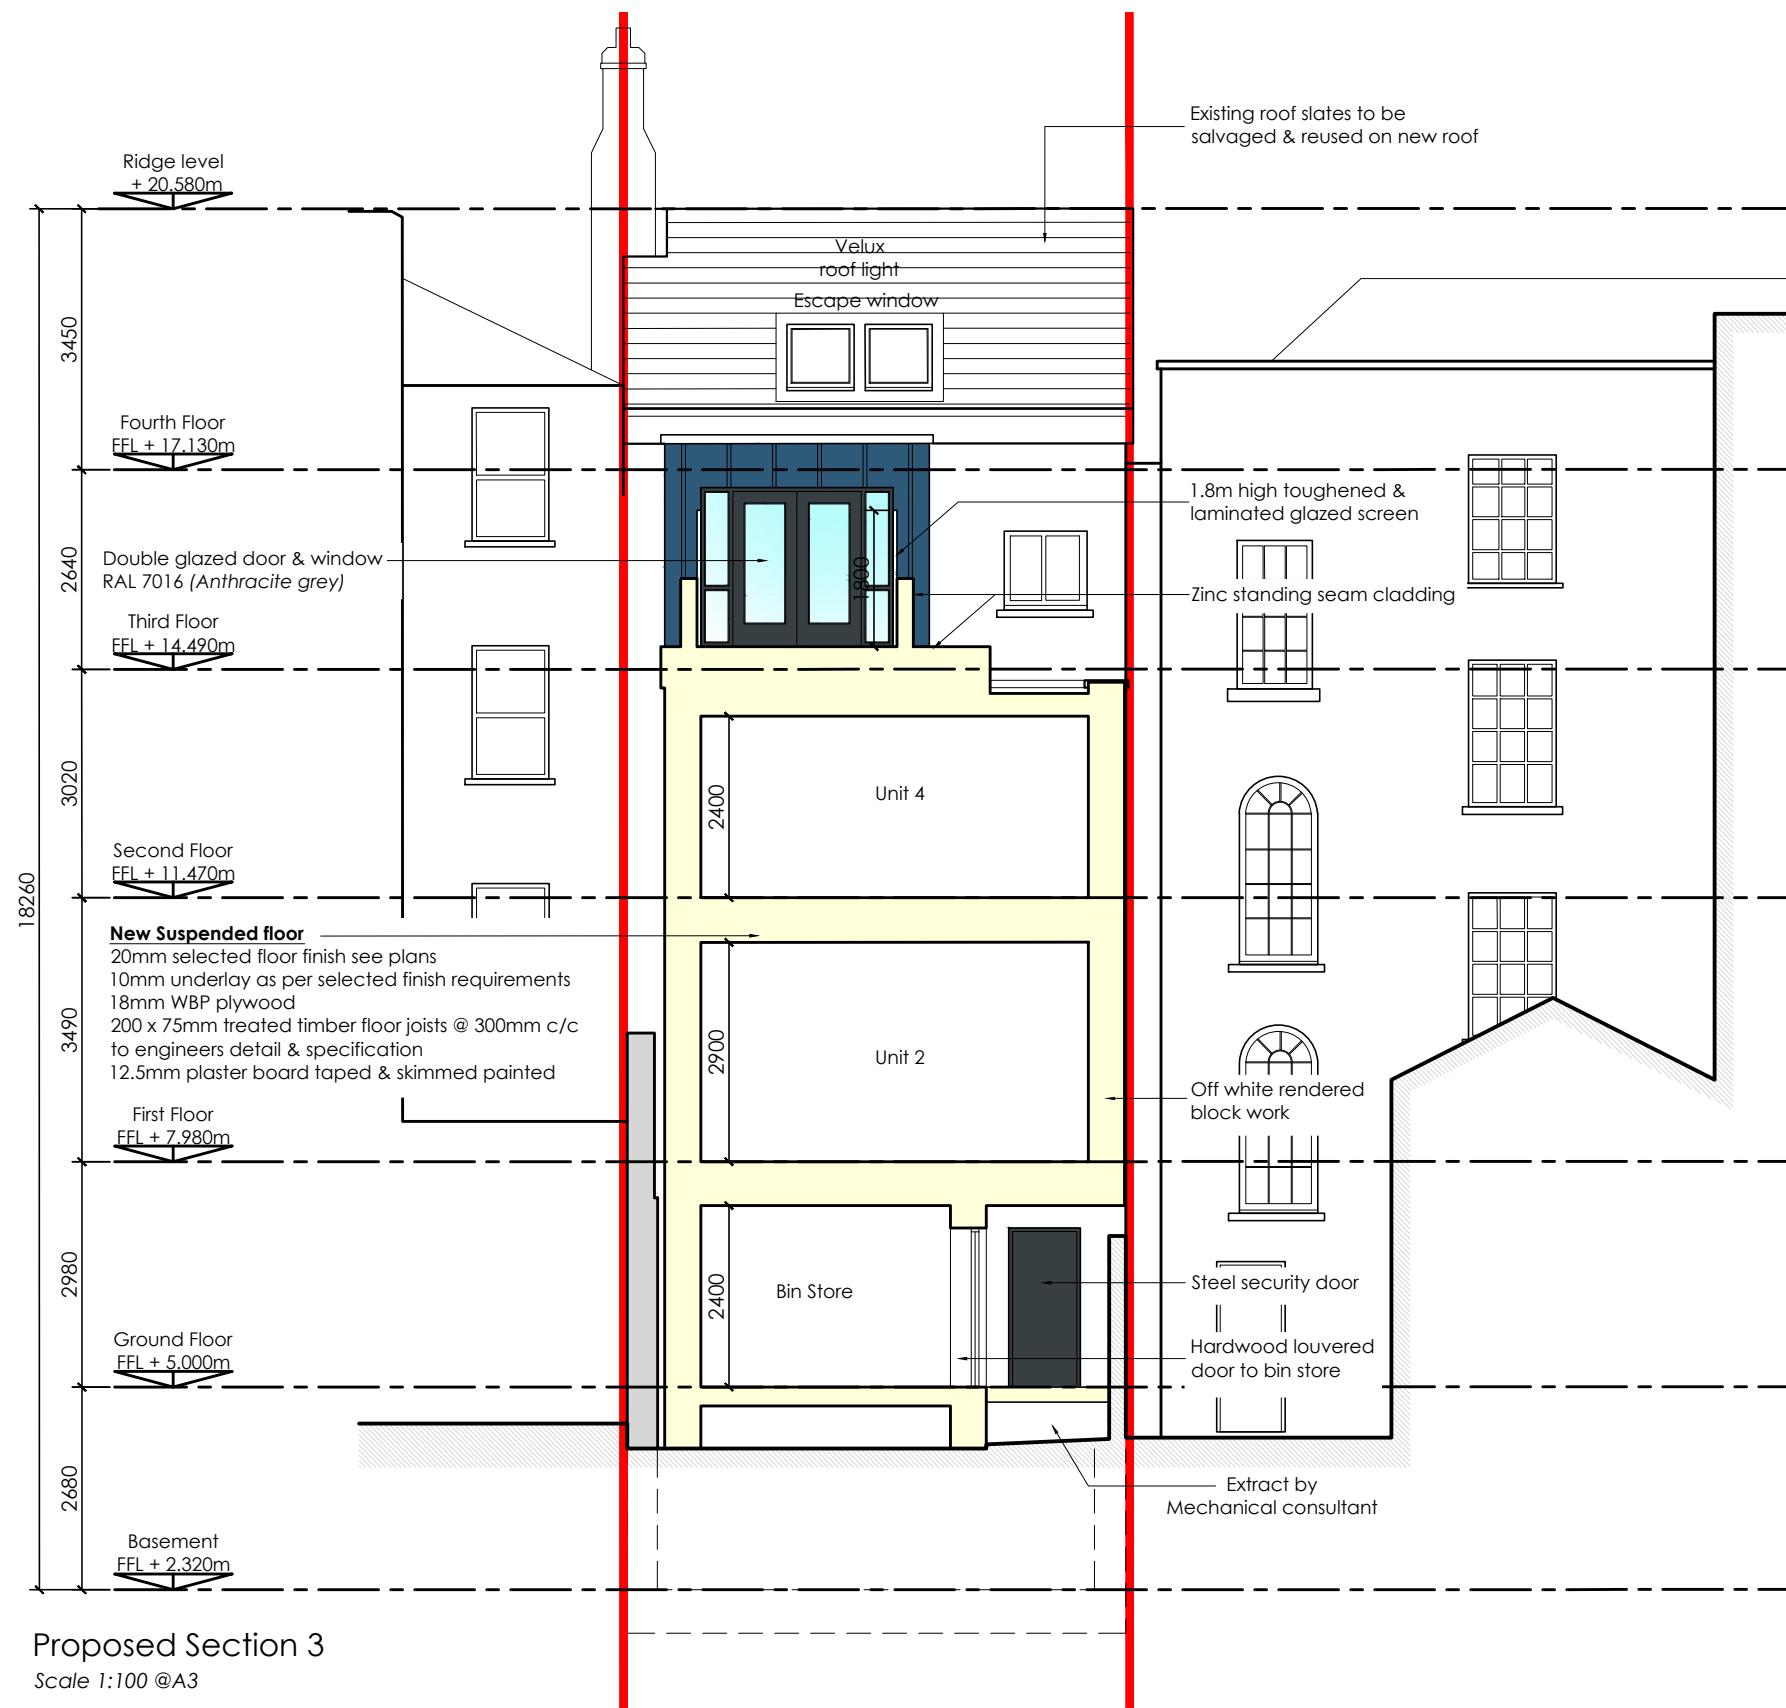 Existing roof slates to be
salvaged & reused on new roof
Ridge level
+ 20.580m
Velux
roof light
Escape window
3450
Fourth Floor
FFL + 17.130m
1.8m high toughened &
laminated glazed screen
Double glazed door & window
RAL 7016 (Anthracite grey)
2640
1800
Zinc standing seam cladding
Third Floor
FFL + 14.490m
3020
2400
Unit 4
Second Floor
FFL + 11.470m
18260
New Suspended floor
20mm selected floor finish see plans
10mm underlay as per selected finish requirements
18mm WBP plywood
200 x 75mm treated timber floor joists @ 300mm c/c
to engineers detail & specification
12.5mm plaster board taped & skimmed painted
3490
2900
Unit 2
Off white rendered
block work
First Floor
FFL + 7.980m
2980
2400
Bin Store
Steel security door
Ground Floor
FFL + 5.000m
Hardwood louvered
door to bin store
2680
Extract by
Mechanical consultant
Basement
FFL + 2.320m
Proposed Section 3
Scale 1:100 @A3